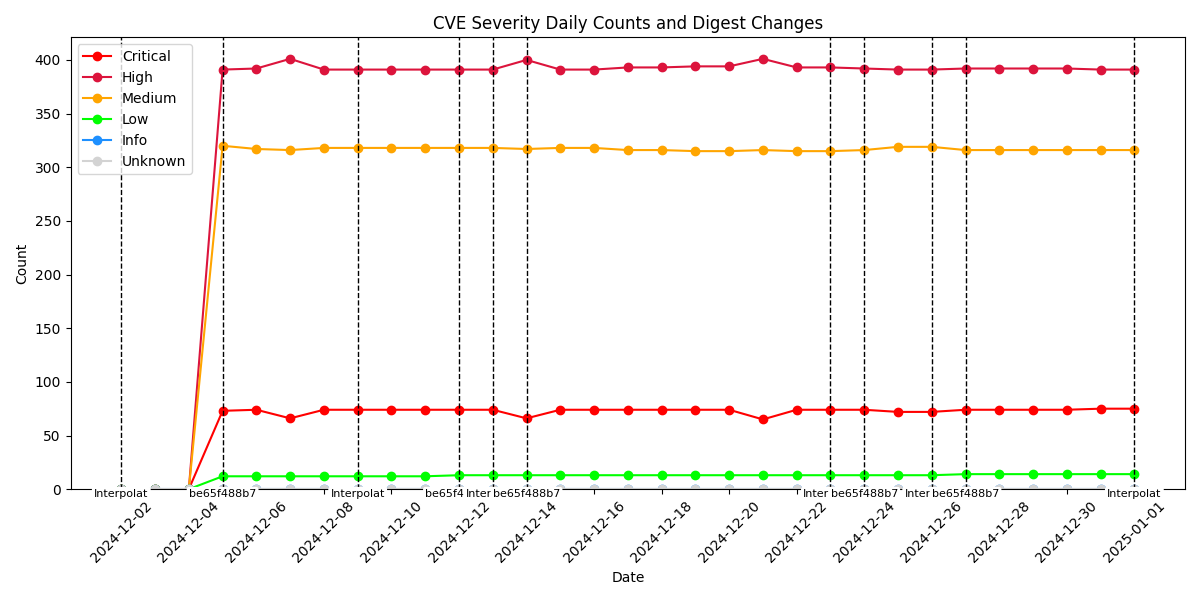 CVE Severity Daily Counts and Digest Changes
Critical
High
Medium
Low
Info
Unknown
Count
400
350
300
250
200
150
100
50
0
Interpolat
be65f488b7
Interpolat
be65f4
Inter
be65f488b7
Inter
be65f488b7
Inter
be65f488b7
Interpolat
2024-12-02
2024-12-04
2024-12-06
2024-12-08
2024-12-10
2024-12-12
2024-12-14
2024-12-16
2024-12-18
2024-12-20
2024-12-22
2024-12-24
2024-12-26
2024-12-28
2024-12-30
2025-01-01
Date